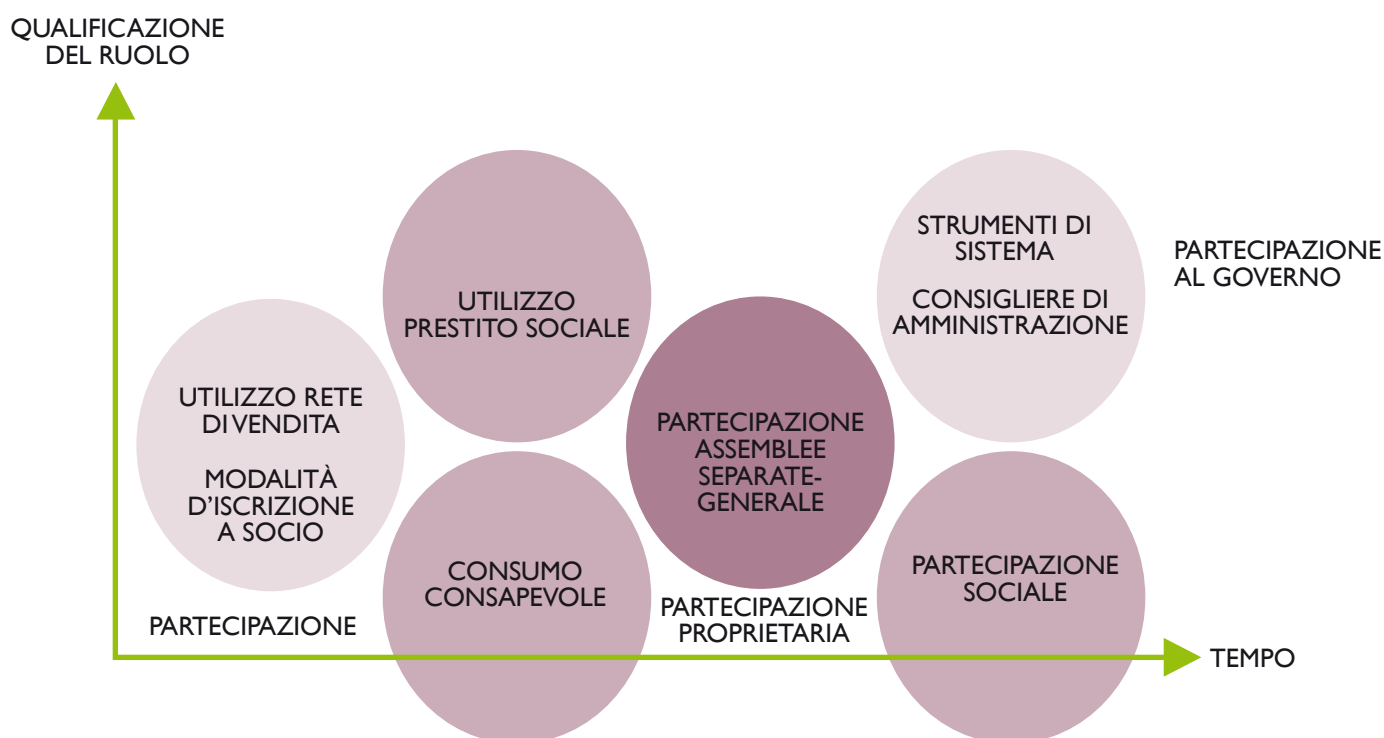 QUALIFICAZIONE
DEL RUOLO
UTILIZZO RETE
DI VENDITA
MODALITÀ
D'ISCRIZIONE
A SOCIO
PARTECIPAZIONE
UTILIZZO
PRESTITO SOCIALE
CONSUMO
CONSAPEVOLE
PARTECIPAZIONE
ASSEMBLEE
SEPARATE-
GENERALE
PARTECIPAZIONE
PROPRIETARIA
STRUMENTI DI
SISTEMA
CONSIGLIERE DI
AMMINISTRAZIONE
PARTECIPAZIONE
AL GOVERNO
PARTECIPAZIONE
SOCIALE
TEMPO